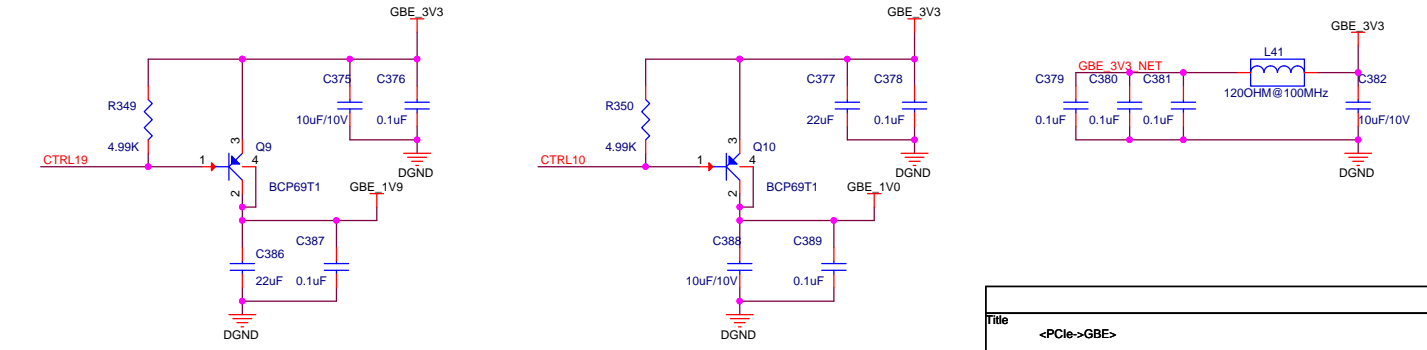 GBE_3V3
C375
C376
R349
10uF/10V
0.1uF
4.99K
3
Q9
CTRL19
1
4
BCP69T1
2
DGND
GBE_1V9
C387
C386
22uF
0.1uF
DGND
GBE_3V3
C377
C378
R350
22uF
0.1uF
4.99K
3
Q10
CTRL10
1
4
BCP69T1
2
DGND
GBE_1V0
C388
C389
10uF/10V
0.1uF
DGND
GBE_3V3
L41
GBE_3V3_NET
C379
C380
C381
C382
120OHM@100MHz
0.1uF
0.1uF
0.1uF
10uF/10V
DGND
Title
<PCIe->GBE>